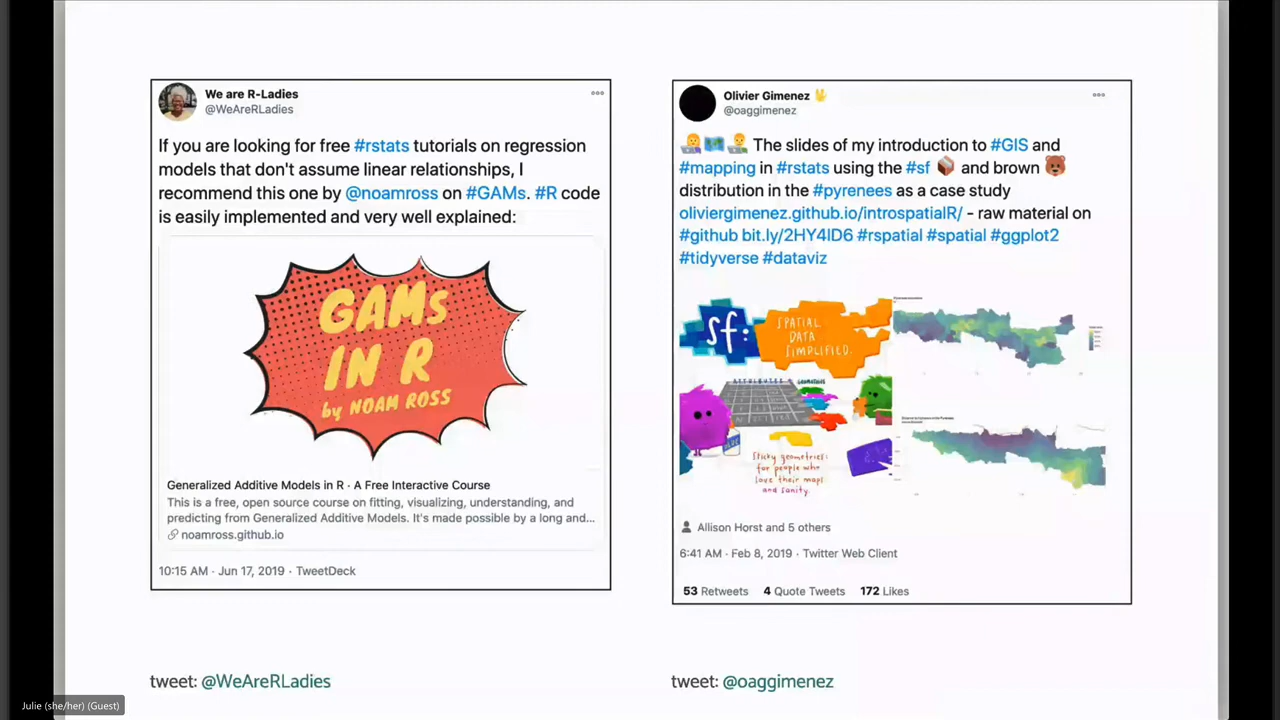 We are R-Ladies
@WeAreRLadies
If you are looking for free #rstats tutorials on regression
models that don't assume linear relationships, I
recommend this one by @noamross on #GAMs. #R code
is easily implemented and very well explained:
GAMs
IN R
by NOAM ROSS
Generalized Additive Models in R · A Free Interactive Course
This is a free, open source course on fitting, visualizing, understanding, and
predicting from Generalized Additive Models. It's made possible by a long and...
noamross.github.io
10:15 AM · Jun 17, 2019 · TweetDeck
tweet: @WeAreRLadies
Olivier Gimenez 🖖
@oaggimenez
👩‍💻🗺️👨‍💻 The slides of my introduction to #GIS and
#mapping in #rstats using the #sf 📦 and brown 🐻
distribution in the #pyrenees as a case study
oliviergimenez.github.io/introspatialR/ - raw material on
#github bit.ly/2HY4ID6 #rspatial #spatial #ggplot2
#tidyverse #dataviz
sf:
SPATIAL
DATA
SIMPLIFIED.
ATTRIBUTES
GEOMETRIES
Sticky geometries:
for people who
love their maps
and sanity.
Allison Horst and 5 others
6:41 AM · Feb 8, 2019 · Twitter Web Client
53 Retweets 4 Quote Tweets 172 Likes
tweet: @oaggimenez
Julie (she/her) (Guest)